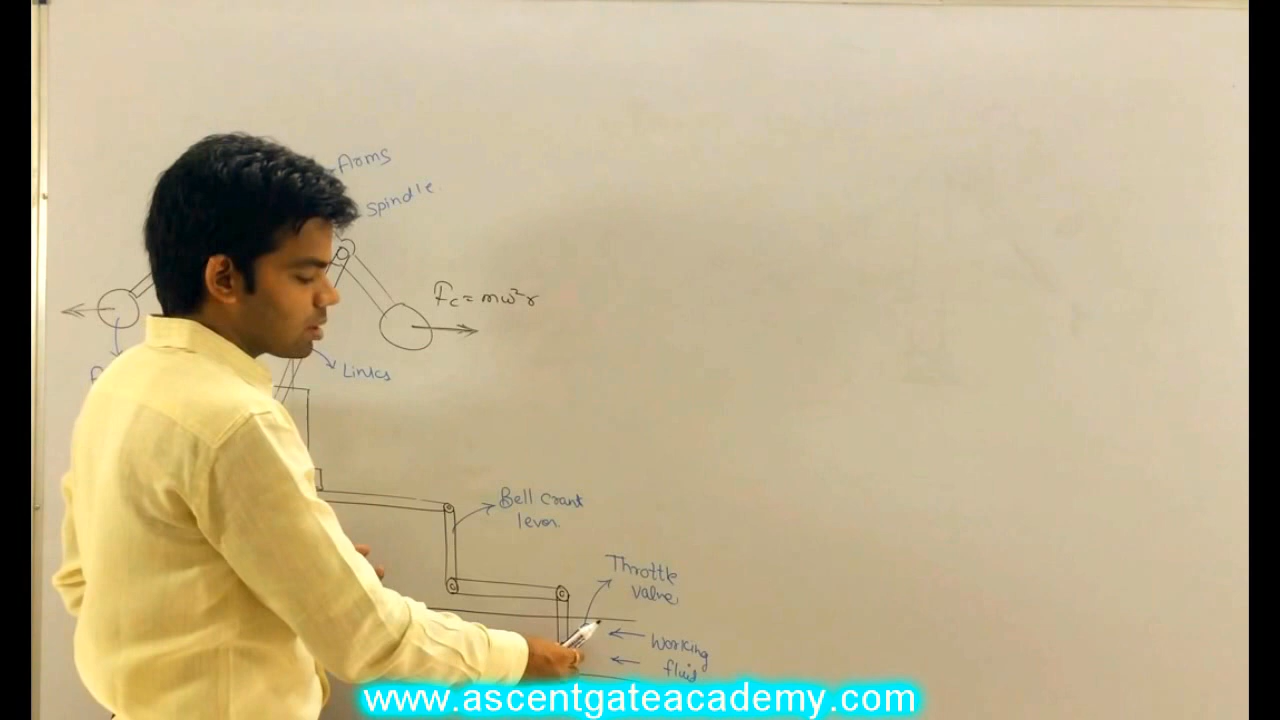 Arms
Spindle.
Fc = mω²r
Links
Bell crank
lever.
Throttle
valve
Working
fluid
www.ascentgateacademy.com